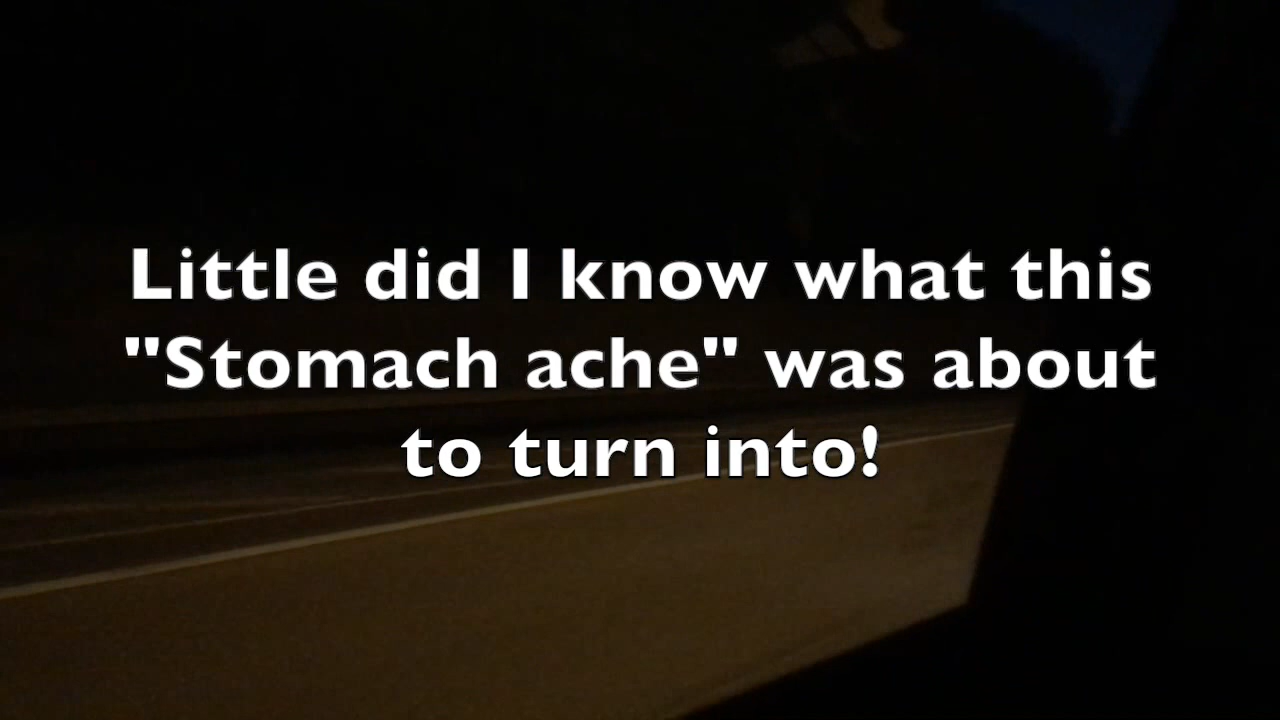 Little did I know what this
"Stomach ache" was about
to turn into!